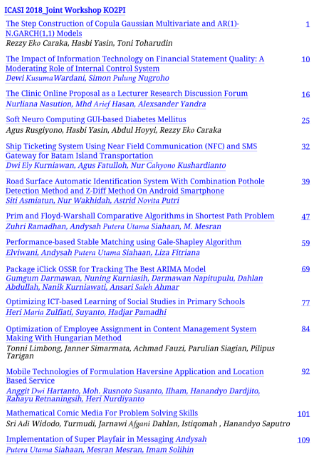 ICASI 2018_Joint Workshop KO2PI
The Step Construction of Copula Gaussian Multivariate and AR(1)- 1
N.GARCH(1,1) Models
Rezzy Eko Caraka, Hasbi Yasin, Toni Toharudin
The Impact of Information Technology on Financial Statement Quality: A 10
Moderating Role of Internal Control System
Dewi KusumaWardani, Simon Pulung Nugroho
The Clinic Online Proposal as a Lecturer Research Discussion Forum 16
Nurliana Nasution, Mhd Arief Hasan, Alexsander Yandra
Soft Neuro Computing GUI-based Diabetes Mellitus 25
Agus Rusgiyono, Hasbi Yasin, Abdul Hoyyi, Rezzy Eko Caraka
Ship Ticketing System Using Near Field Communication (NFC) and SMS 32
Gateway for Batam Island Transportation
Dwi Ely Kurniawan, Agus Fatulloh, Nur Cahyono Kushardianto
Road Surface Automatic Identification System With Combination Pothole 39
Detection Method and Z-Diff Method On Android Smartphone
Siti Asmiatun, Nur Wakhidah, Astrid Novita Putri
Prim and Floyd-Warshall Comparative Algorithms in Shortest Path Problem 47
Zuhri Ramadhan, Andysah Putera Utama Siahaan, M. Mesran
Performance-based Stable Matching using Gale-Shapley Algorithm 59
Elviwani, Andysah Putera Utama Siahaan, Liza Fitriana
Package iClick OSSR for Tracking The Best ARIMA Model 69
Gumgum Darmawan, Nuning Kurniasih, Darmawan Napitupulu, Dahlan
Abdullah, Nanik Kurniawati, Ansari Saleh Ahmar
Optimizing ICT-based Learning of Social Studies in Primary Schools 77
Heri Maria Zulfiati, Suyanto, Hadjar Pamadhi
Optimization of Employee Assignment in Content Management System 84
Making With Hungarian Method
Tonni Limbong, Janner Simarmata, Achmad Fauzi, Parulian Siagian, Pilipus
Tarigan
Mobile Technologies of Formulation Haversine Application and Location 92
Based Service
Anggit Dwi Hartanto, Moh. Rusnoto Susanto, Ilham, Hanandyo Dardjito,
Rahayu Retnaningsih, Heri Nurdiyanto
Mathematical Comic Media For Problem Solving Skills 101
Sri Adi Widodo, Turmudi, Jarnawi Afgani Dahlan, Istiqomah , Hanandyo Saputro
Implementation of Super Playfair in Messaging Andysah 109
Putera Utama Siahaan, Mesran Mesran, Imam Solihin